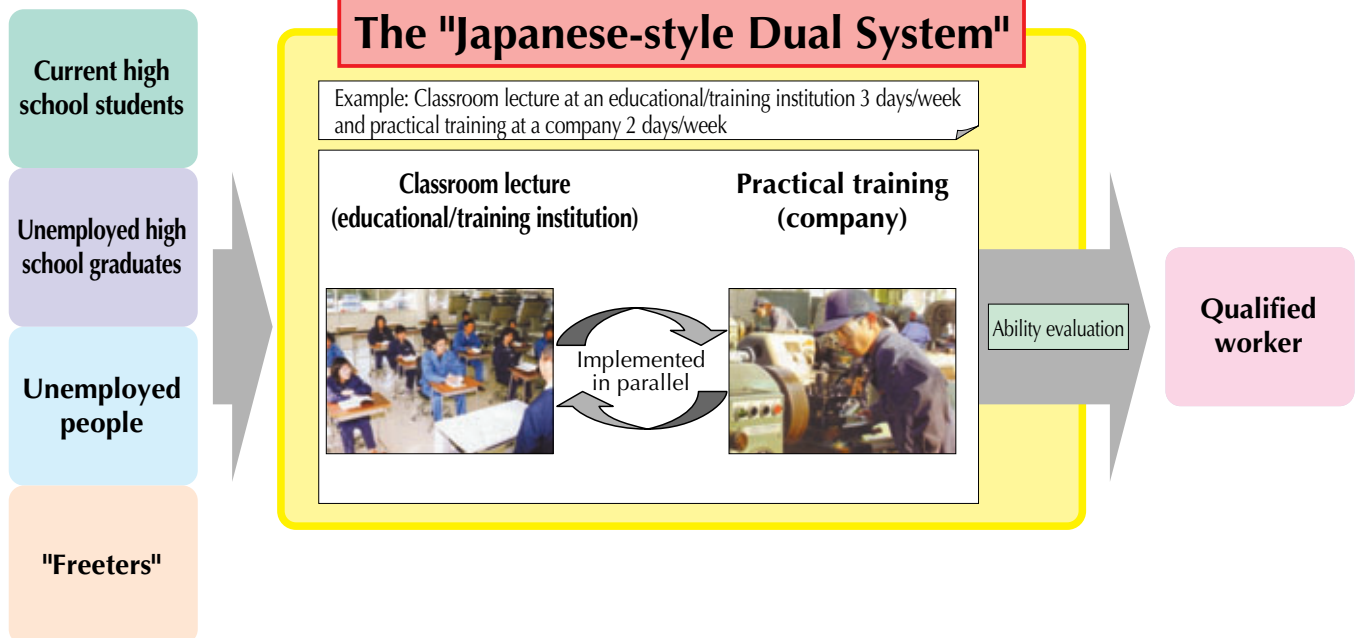 The "Japanese-style Dual System"
Current high
school students
Unemployed high
school graduates
Unemployed
people
"Freeters"
Example: Classroom lecture at an educational/training institution 3 days/week
and practical training at a company 2 days/week
Classroom lecture
(educational/training institution)
Practical training
(company)
Implemented
in parallel
Ability evaluation
Qualified
worker